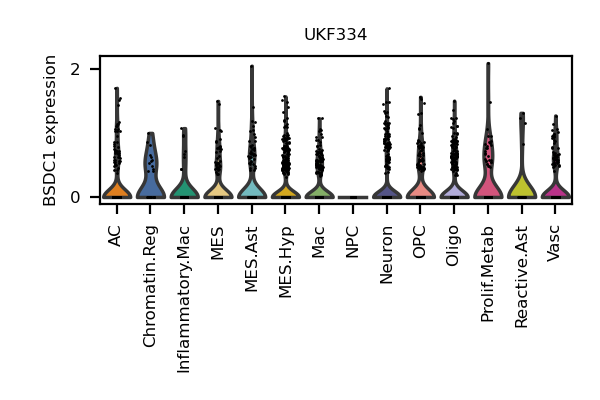 UKF334
BSDC1 expression
2
0
AC
Chromatin.Reg
Inflammatory.Mac
MES
MES.Ast
MES.Hyp
Mac
NPC
Neuron
OPC
Oligo
Prolif.Metab
Reactive.Ast
Vasc